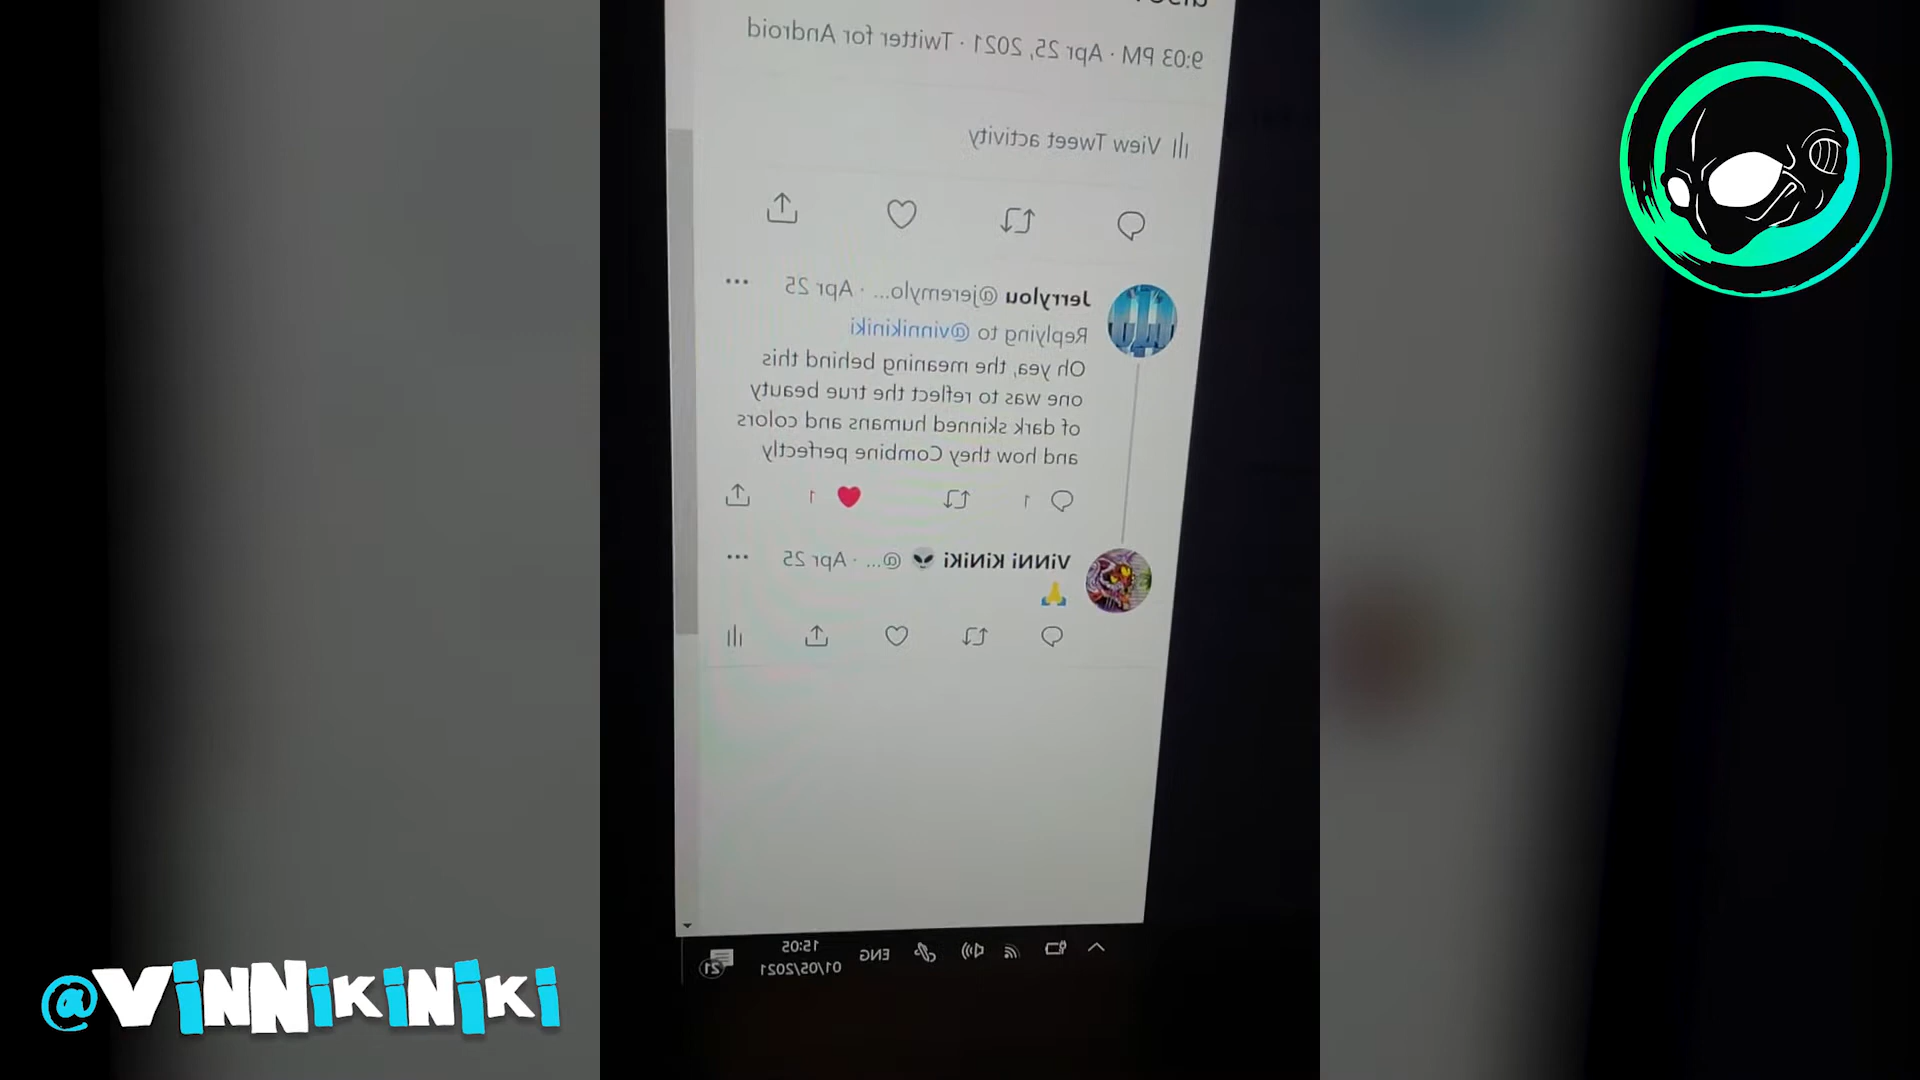 9:03 PM · Apr 25, 2021 · Twitter for Android
View Tweet activity
Jerrylou @jeremylo... · Apr 25
Replying to @vinnikiniki
Oh yea, the meaning behind this
one was to reflect the true beauty
of dark skinned humans and colors
and how they Combine perfectly
1 1
ViNNi KiNiKi 👽 @... · Apr 25
🙏
ENG
15:05
01/05/2021
21
@ViNNiKiNiKi